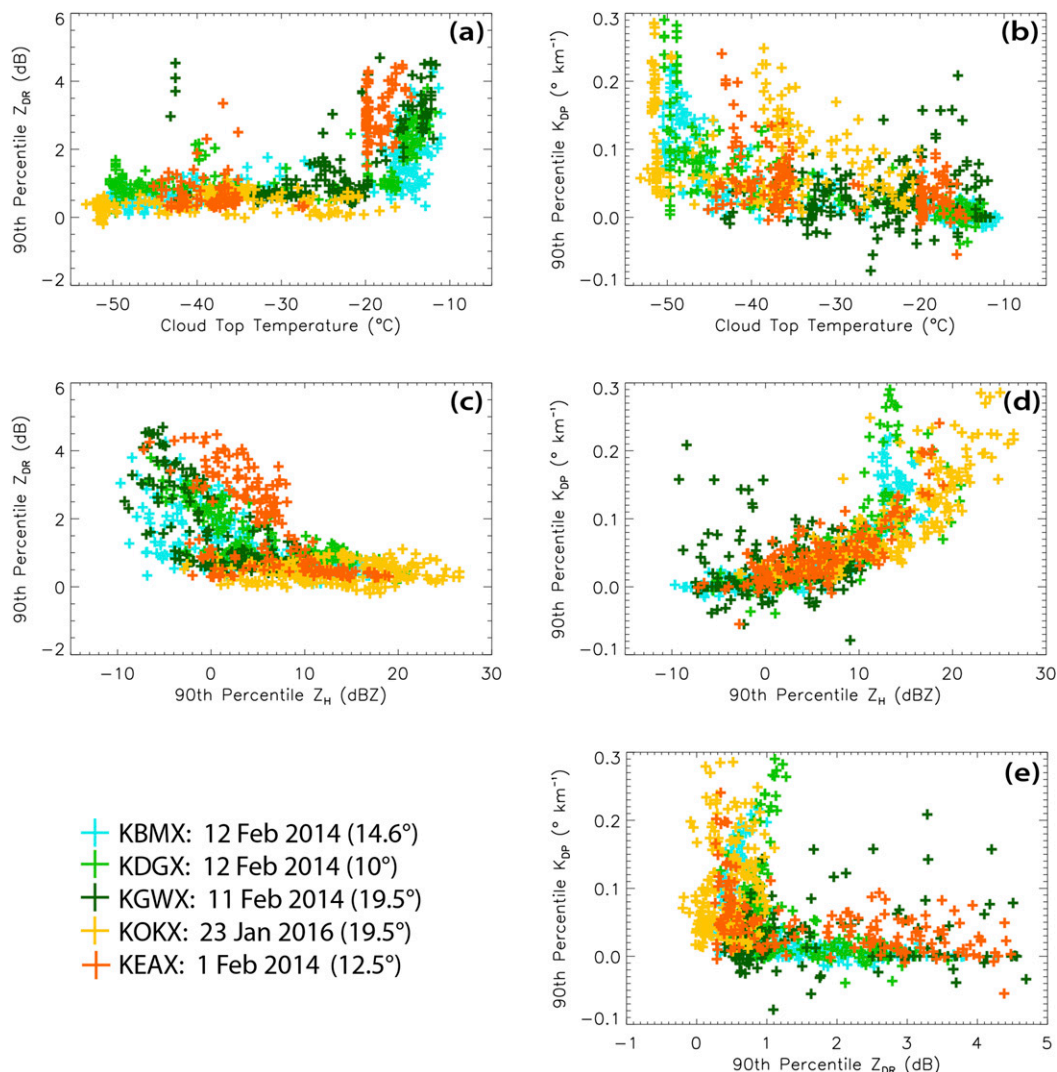 (a)
90th Percentile Z_DR (dB)
6
4
2
0
−2
−50 −40 −30 −20 −10
Cloud Top Temperature (°C)
(b)
90th Percentile K_DP (° km⁻¹)
0.3
0.2
0.1
0.0
−0.1
−50 −40 −30 −20 −10
Cloud Top Temperature (°C)
(c)
90th Percentile Z_DR (dB)
6
4
2
0
−2
−10 0 10 20 30
90th Percentile Z_H (dBZ)
(d)
90th Percentile K_DP (° km⁻¹)
0.3
0.2
0.1
0.0
−0.1
−10 0 10 20 30
90th Percentile Z_H (dBZ)
(e)
90th Percentile K_DP (° km⁻¹)
0.3
0.2
0.1
0.0
−0.1
−1 0 1 2 3 4 5
90th Percentile Z_DR (dB)
KBMX: 12 Feb 2014 (14.6°)
KDGX: 12 Feb 2014 (10°)
KGWX: 11 Feb 2014 (19.5°)
KOKX: 23 Jan 2016 (19.5°)
KEAX: 1 Feb 2014 (12.5°)